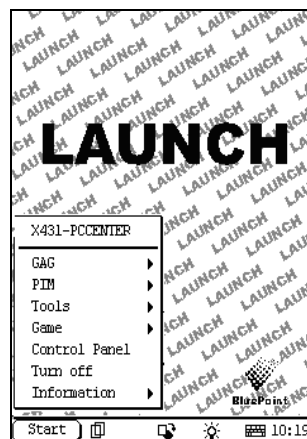 LAUNCH
X431-PCCENTER
GAG
PIM
Tools
Game
Control Panel
Turn off
Information
BluePoint
Start 10:19